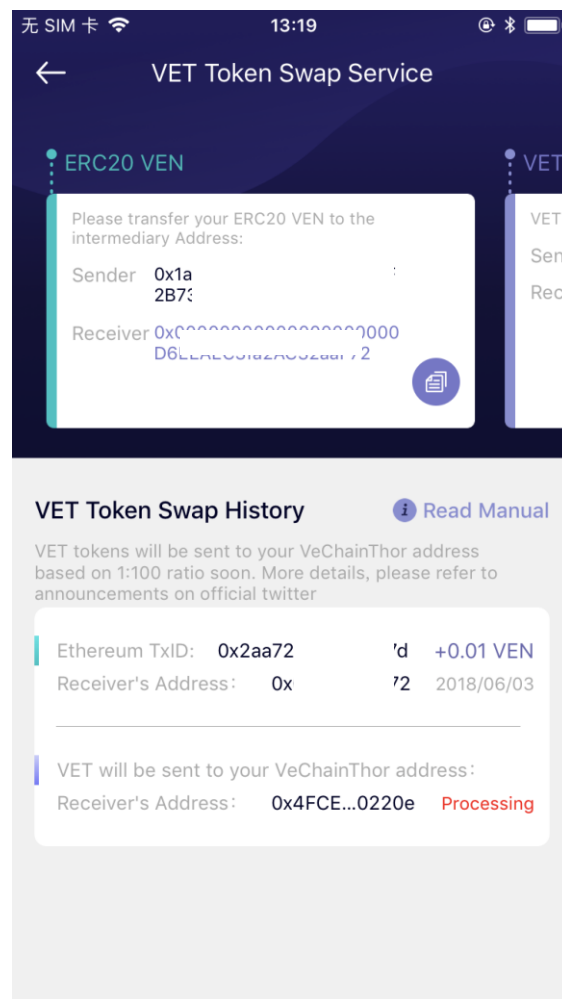 无 SIM 卡
13:19
VET Token Swap Service
ERC20 VEN
VET
Please transfer your ERC20 VEN to the
intermediary Address:
Sender 0x1a
2B73
Receiver
VET
Sen
Rec
VET Token Swap History
i Read Manual
VET tokens will be sent to your VeChainThor address
based on 1:100 ratio soon. More details, please refer to
announcements on official twitter
Ethereum TxID: 0x2aa72 'd +0.01 VEN
Receiver's Address: 0x 72 2018/06/03
VET will be sent to your VeChainThor address:
Receiver's Address: 0x4FCE...0220e Processing